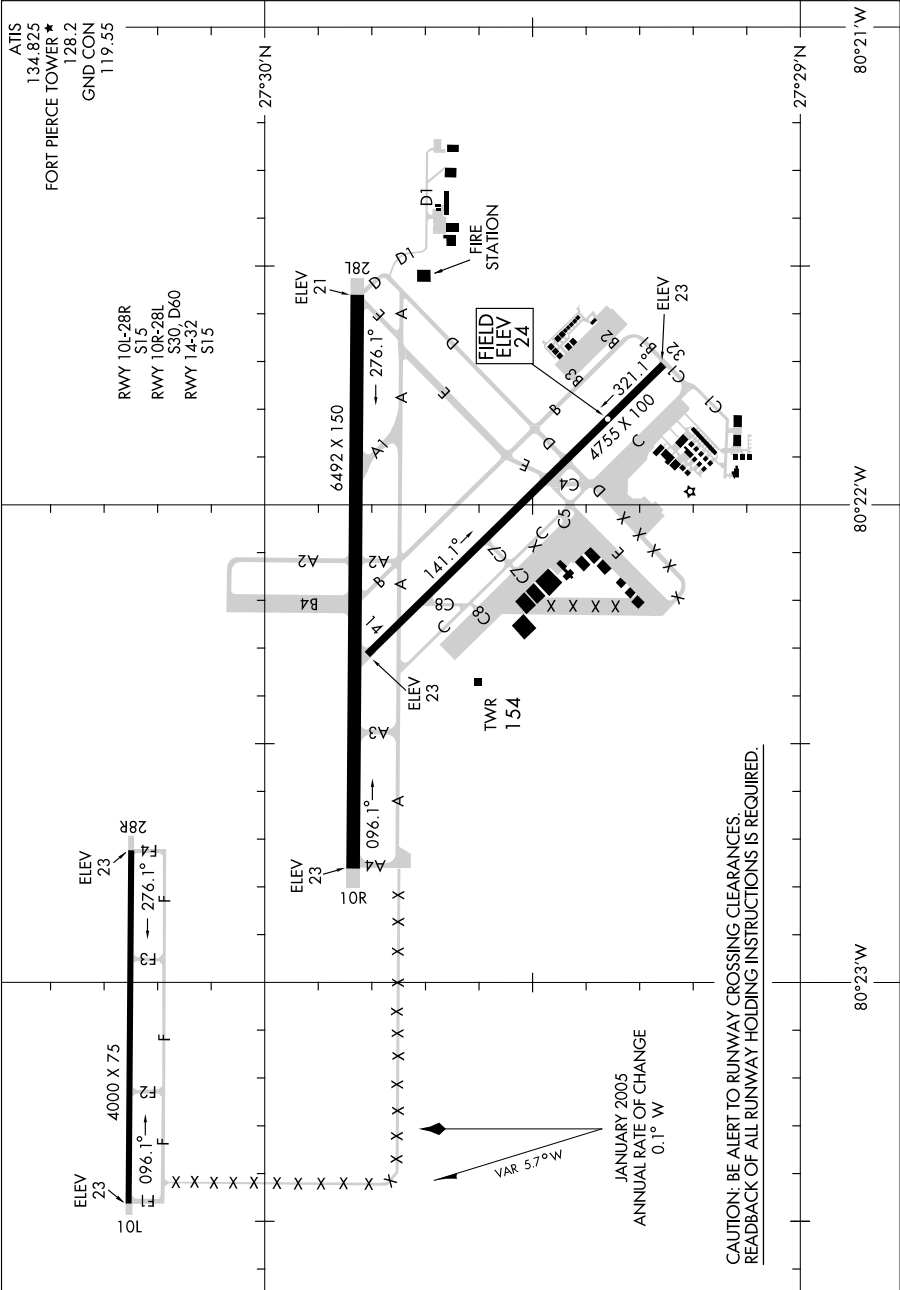 ATIS
134.825
FORT PIERCE TOWER ★
128.2
GND CON
119.55
RWY 10L-28R
S15
RWY 10R-28L
S30, D60
RWY 14-32
S15
27°30'N
27°29'N
80°21'W
80°22'W
80°23'W
ELEV
23
10L
4000 X 75
096.1°
276.1°
28R
ELEV
23
F1
F
F2
F
F3
F
F4
ELEV
23
10R
6492 X 150
096.1°
276.1°
28L
ELEV
21
A4
A
A3
A
A2
A2
B4
B
A1
A
A
E
D
D1
D1
FIRE
STATION
E
D
FIELD
ELEV
24
ELEV
23
14
141.1°
4755 X 100
321.1°
32
ELEV
23
B
B3
B2
B1
C1
C1
C
D
E
C4
D
C5
C
C7
C7
C8
C8
C
E
TWR
154
X X X X X X X X X X X X
X X X X X X X X X
X X X X
X X X X X
X
VAR 5.7° W
JANUARY 2005
ANNUAL RATE OF CHANGE
0.1° W
CAUTION: BE ALERT TO RUNWAY CROSSING CLEARANCES.
READBACK OF ALL RUNWAY HOLDING INSTRUCTIONS IS REQUIRED.